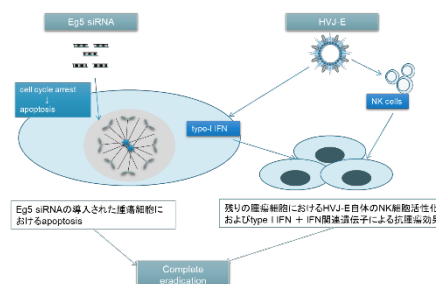 Eg5 siRNA
HVJ-E
cell cycle arrest
↓
apoptosis
type-I IFN
NK cells
Eg5 siRNAの導入された腫瘍細胞に
おけるapoptosis
残りの腫瘍細胞におけるHVJ-E自体のNK細胞活性化
およびtype I IFN + IFN関連遺伝子による抗腫瘍効果
Complete
eradication